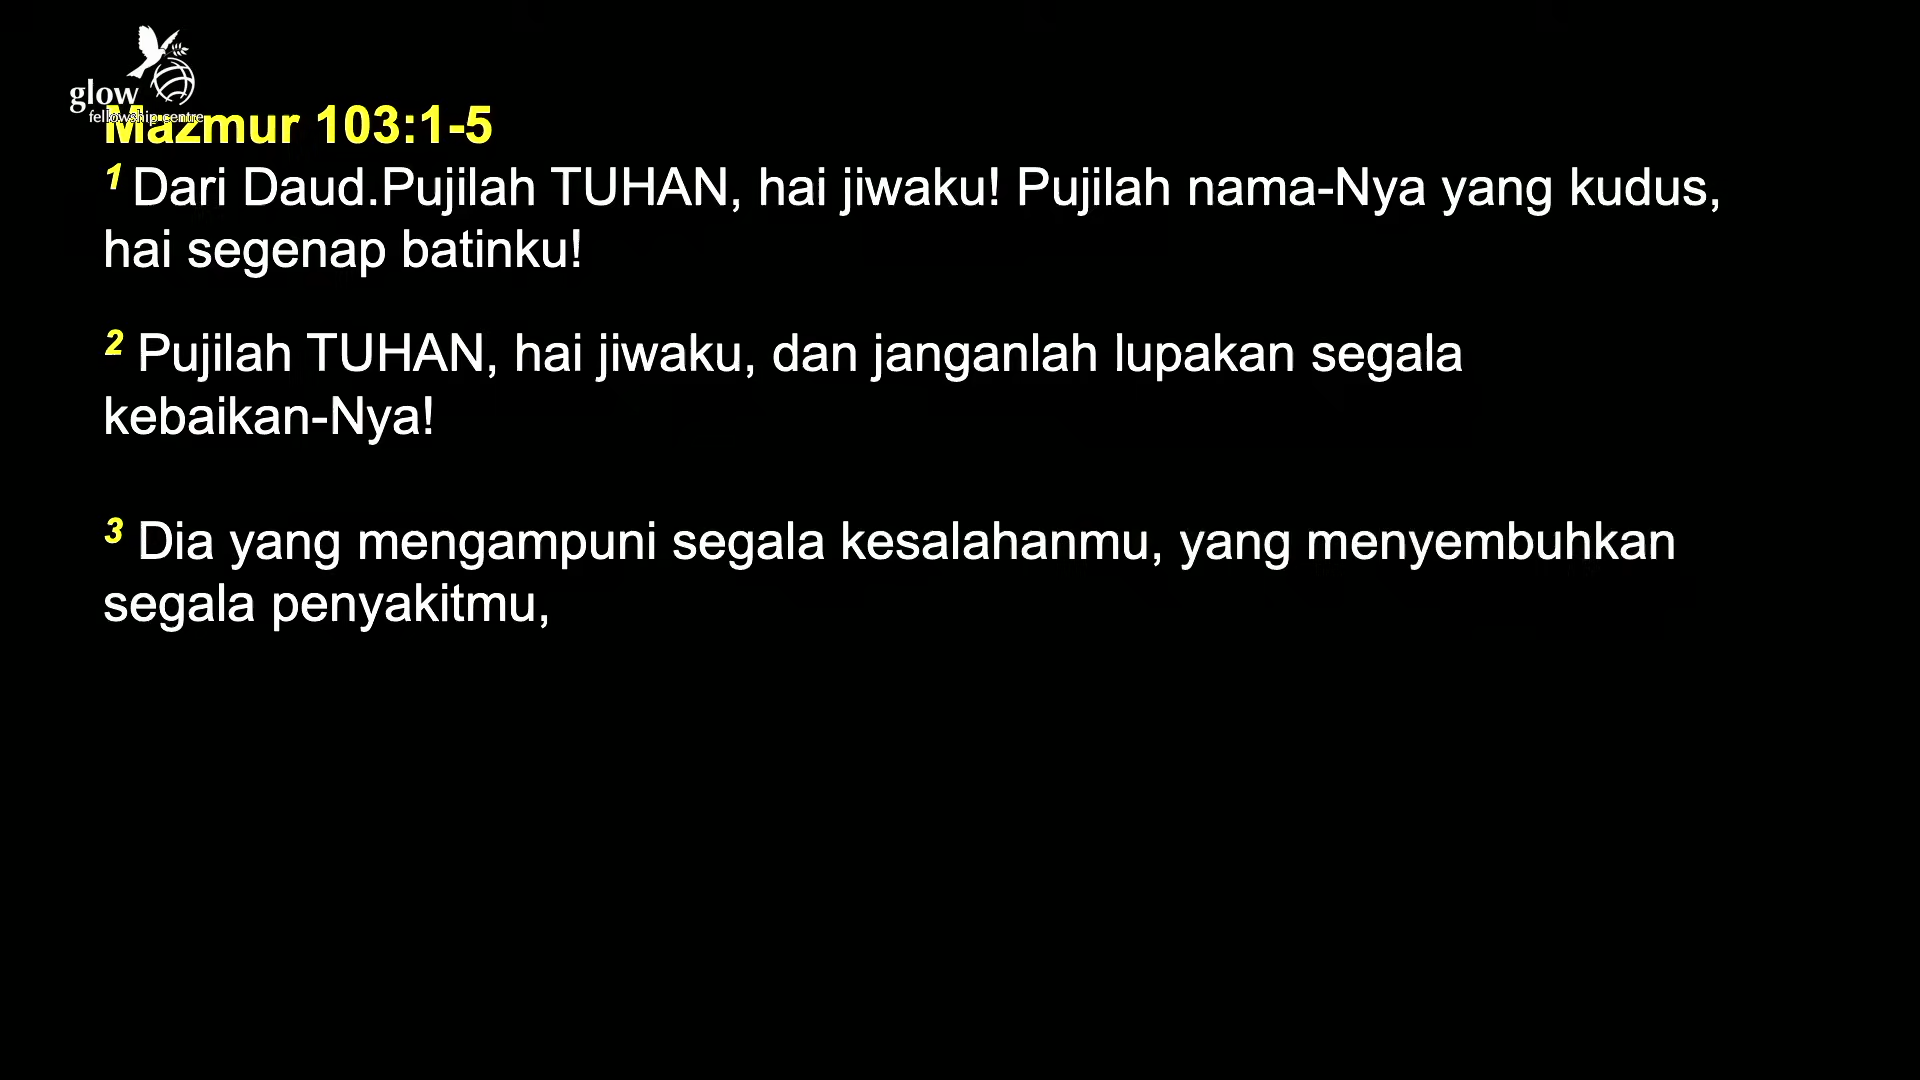 glow
fellowship centre
Mazmur 103:1-5
1 Dari Daud.Pujilah TUHAN, hai jiwaku! Pujilah nama-Nya yang kudus,
hai segenap batinku!
2 Pujilah TUHAN, hai jiwaku, dan janganlah lupakan segala
kebaikan-Nya!
3 Dia yang mengampuni segala kesalahanmu, yang menyembuhkan
segala penyakitmu,